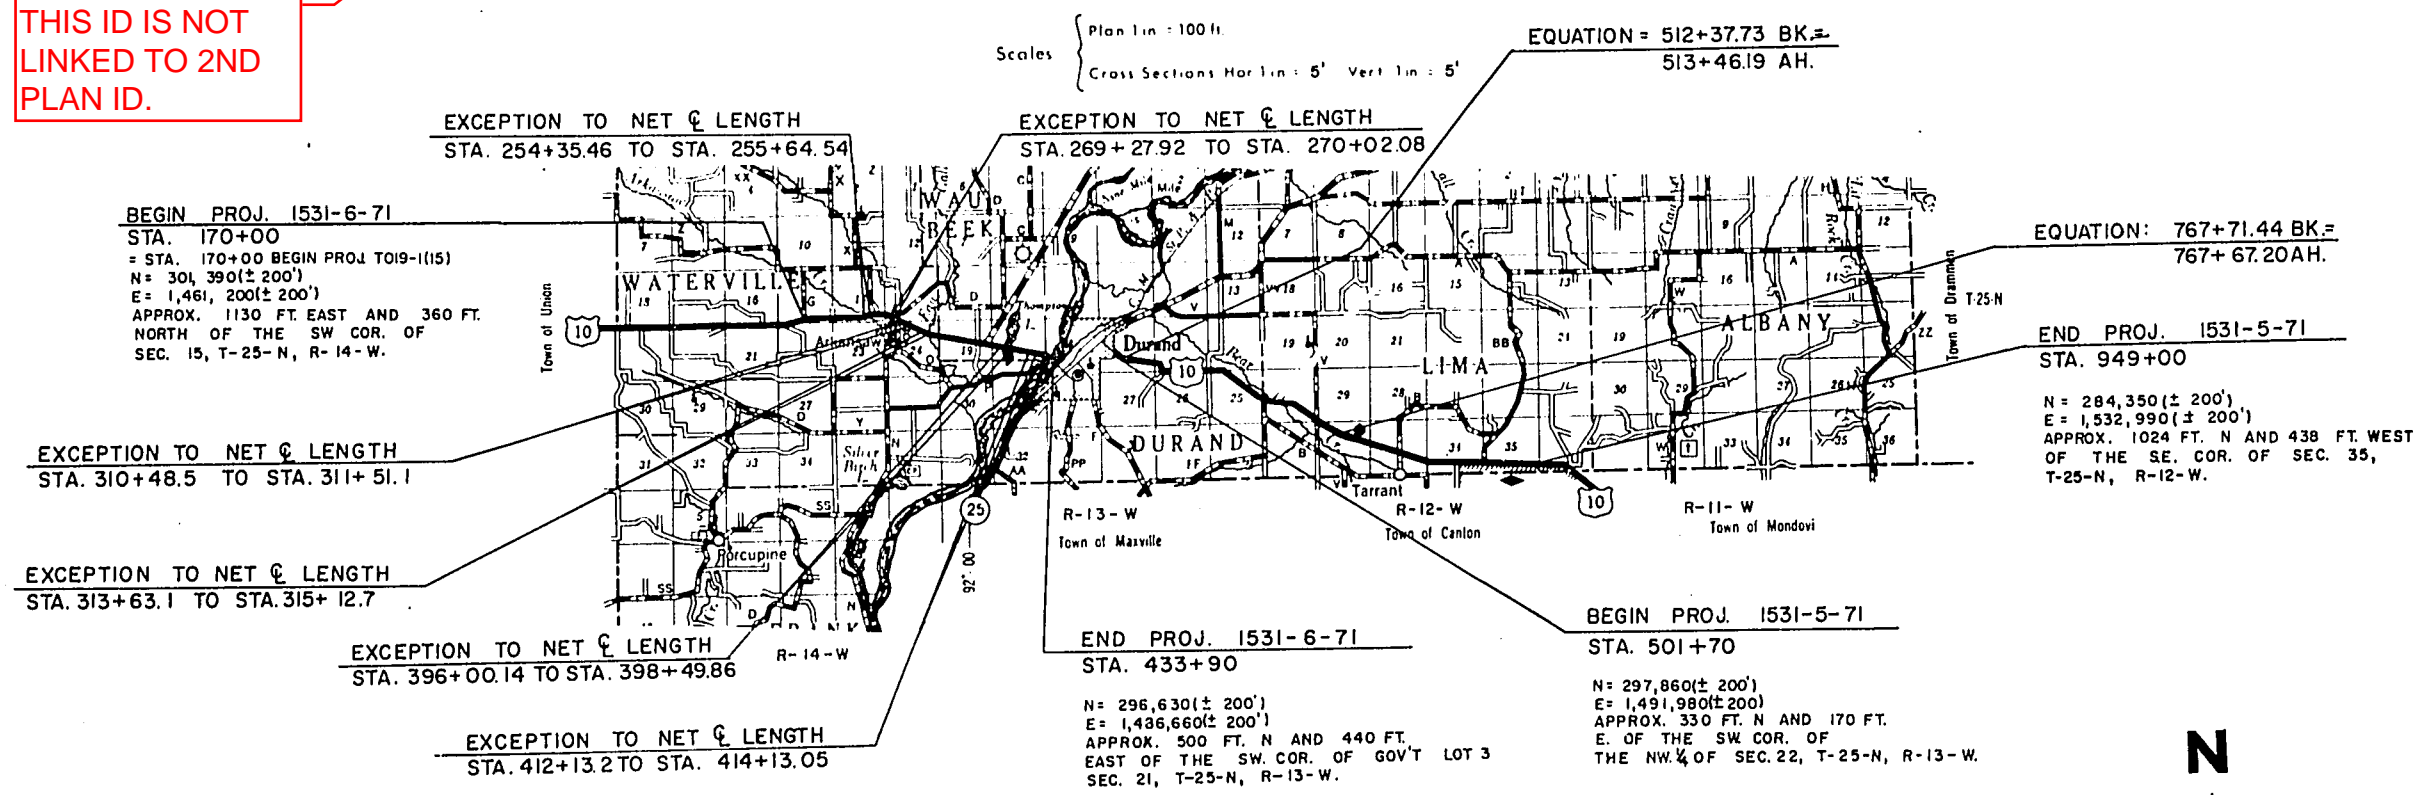 THIS ID IS NOT
LINKED TO 2ND
PLAN ID.
Scales
Plan 1 in = 100 ft.
Cross Sections Hor 1 in : 5' Vert 1 in : 5'
EQUATION = 512+37.73 BK.=
513+46.19 AH.
EXCEPTION TO NET ℄ LENGTH
STA. 254+35.46 TO STA. 255+64.54
EXCEPTION TO NET ℄ LENGTH
STA. 269+27.92 TO STA. 270+02.08
BEGIN PROJ. 1531-6-71
STA. 170+00
= STA. 170+00 BEGIN PROJ TO19-1(15)
N= 301,390(± 200')
E= 1,461,200(± 200')
APPROX. 1130 FT. EAST AND 360 FT.
NORTH OF THE SW COR. OF
SEC. 15, T-25-N, R-14-W.
EQUATION: 767+71.44 BK.=
767+67.20 AH.
END PROJ. 1531-5-71
STA. 949+00
N = 284,350(± 200')
E = 1,532,990(± 200')
APPROX. 1024 FT. N AND 438 FT. WEST
OF THE S.E. COR. OF SEC. 35,
T-25-N, R-12-W.
WAU
BEEK
WATERVILLE
ALBANY
LIMA
DURAND
Durand
Arkansaw
Silver
Birch
Porcupine
Tarrant
Town of Union
Town of Drammen
T-25-N
10
10
10
25
92°-00
R-14-W
R-13-W
Town of Maxville
R-12-W
Town of Canton
R-11-W
Town of Mondovi
EXCEPTION TO NET ℄ LENGTH
STA. 310+48.5 TO STA. 311+51.1
EXCEPTION TO NET ℄ LENGTH
STA. 313+63.1 TO STA. 315+12.7
EXCEPTION TO NET ℄ LENGTH
STA. 396+00.14 TO STA. 398+49.86
EXCEPTION TO NET ℄ LENGTH
STA. 412+13.2 TO STA. 414+13.05
END PROJ. 1531-6-71
STA. 433+90
N= 296,630(± 200')
E= 1,436,660(± 200')
APPROX. 500 FT. N AND 440 FT.
EAST OF THE SW. COR. OF GOV'T LOT 3
SEC. 21, T-25-N, R-13-W.
BEGIN PROJ. 1531-5-71
STA. 501+70
N= 297,860(± 200')
E= 1,491,980(± 200)
APPROX. 330 FT. N AND 170 FT.
E. OF THE SW. COR. OF
THE NW.¼ OF SEC. 22, T-25-N, R-13-W.
N